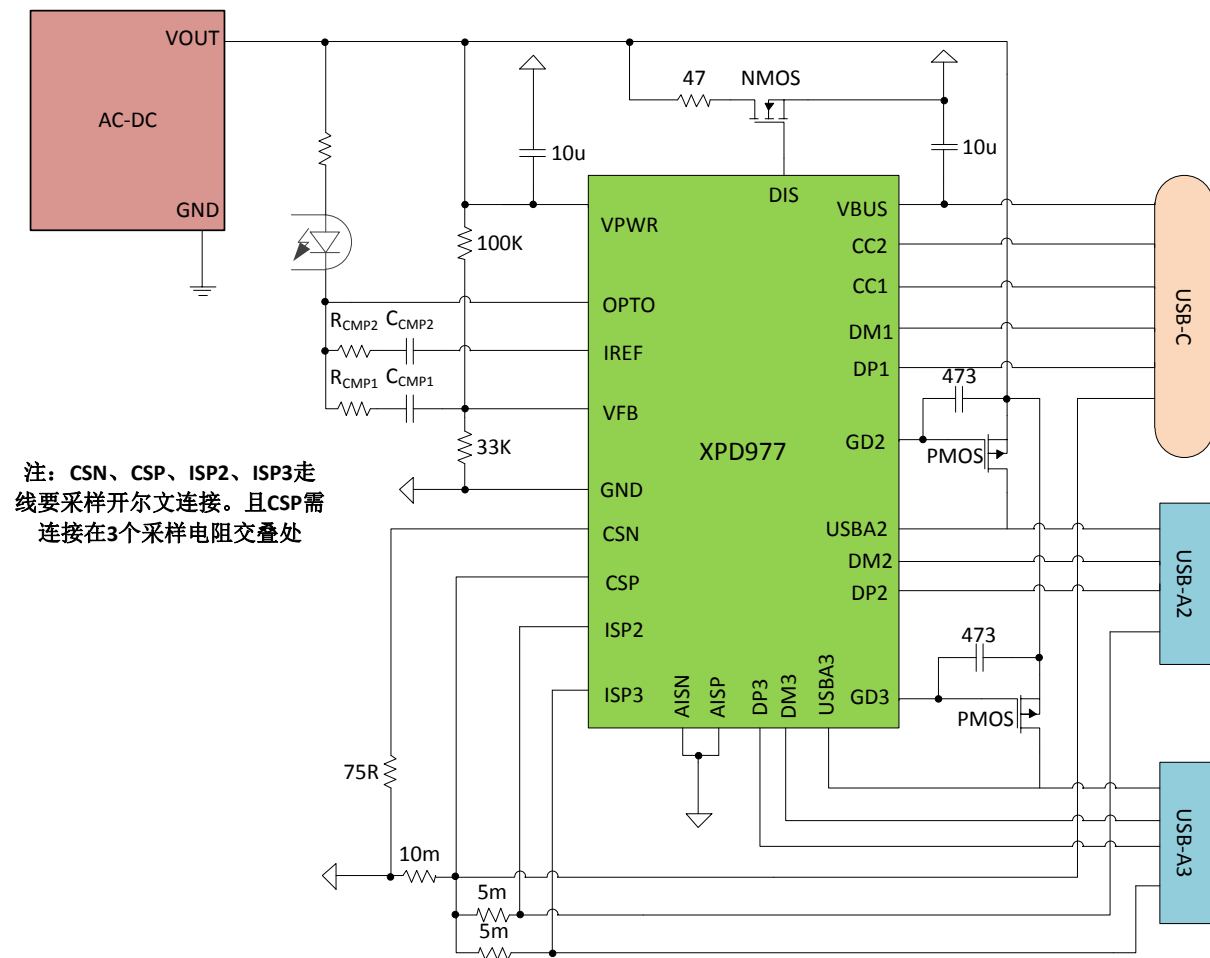 VOUT
AC-DC
GND
47
NMOS
10u
10u
DIS
VPWR
VBUS
100K
CC2
CC1
OPTO
DM1
R_CMP2 C_CMP2
IREF
DP1
R_CMP1 C_CMP1
473
VFB
GD2
33K
XPD977
PMOS
USB-C
注：CSN、CSP、ISP2、ISP3走
线要采样开尔文连接。且CSP需
连接在3个采样电阻交叠处
GND
CSN
USBA2
DM2
CSP
DP2
USB-A2
ISP2
473
ISP3
AISN
AISP
DP3
DM3
USBA3
GD3
PMOS
75R
USB-A3
10m
5m
5m